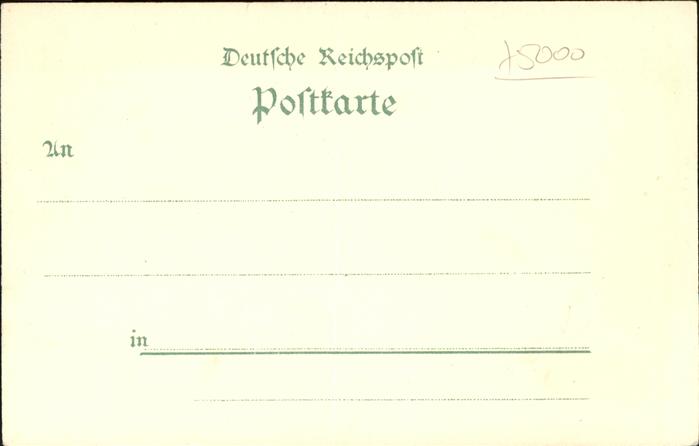 Deutſche Reichspoſt
Poſtkarte
An
in